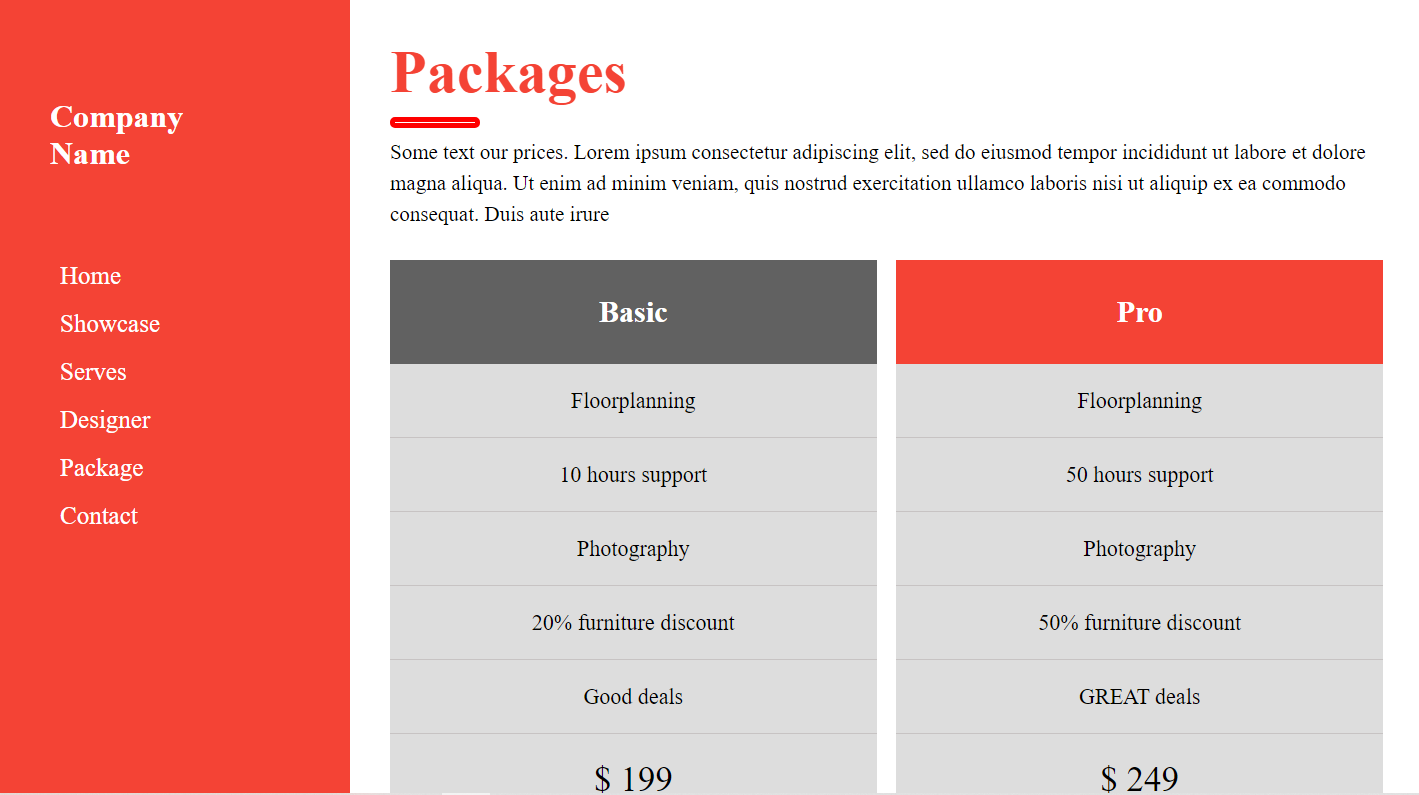 Company
Name
Home
Showcase
Serves
Designer
Package
Contact
Packages
Some text our prices. Lorem ipsum consectetur adipiscing elit, sed do eiusmod tempor incididunt ut labore et dolore
magna aliqua. Ut enim ad minim veniam, quis nostrud exercitation ullamco laboris nisi ut aliquip ex ea commodo
consequat. Duis aute irure
Basic
Floorplanning
10 hours support
Photography
20% furniture discount
Good deals
$ 199
Pro
Floorplanning
50 hours support
Photography
50% furniture discount
GREAT deals
$ 249